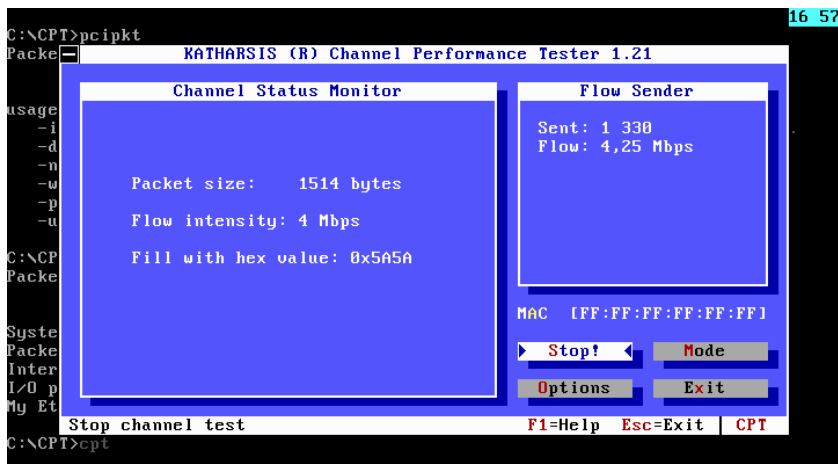 16 57
C:\CPT>pcipkt
Packe
KATHARSIS (R) Channel Performance Tester 1.21
Channel Status Monitor
Flow Sender
usage
-i
-d
-n
-w
-p
-u
Sent: 1 330
Flow: 4,25 Mbps
Packet size: 1514 bytes
Flow intensity: 4 Mbps
Fill with hex value: 0x5A5A
C:\CP
Packe
MAC [FF:FF:FF:FF:FF:FF]
Syste
Packe
Inter
I/O p
My Et
Stop! Mode
Options Exit
Stop channel test
F1=Help Esc=Exit CPT
C:\CPT>cpt